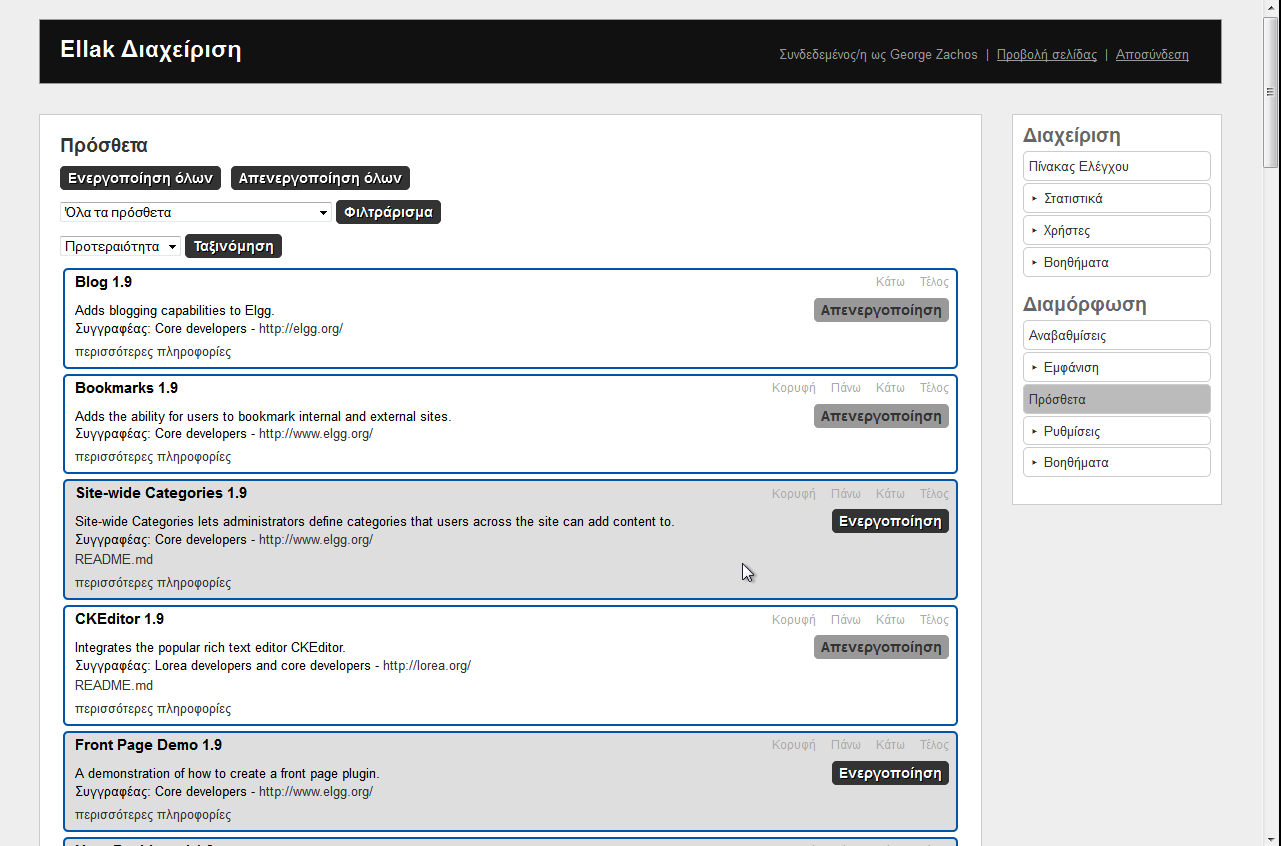 Ellak Διαχείριση
Συνδεδεμένος/η ως George Zachos | Προβολή σελίδας | Αποσύνδεση
Πρόσθετα
Ενεργοποίηση όλων Απενεργοποίηση όλων
Όλα τα πρόσθετα Φιλτράρισμα
Προτεραιότητα Ταξινόμηση
Blog 1.9 Κάτω Τέλος
Adds blogging capabilities to Elgg. Απενεργοποίηση
Συγγραφέας: Core developers - http://elgg.org/
περισσότερες πληροφορίες
Bookmarks 1.9 Κορυφή Πάνω Κάτω Τέλος
Adds the ability for users to bookmark internal and external sites. Απενεργοποίηση
Συγγραφέας: Core developers - http://www.elgg.org/
περισσότερες πληροφορίες
Site-wide Categories 1.9 Κορυφή Πάνω Κάτω Τέλος
Site-wide Categories lets administrators define categories that users across the site can add content to. Ενεργοποίηση
Συγγραφέας: Core developers - http://www.elgg.org/
README.md
περισσότερες πληροφορίες
CKEditor 1.9 Κορυφή Πάνω Κάτω Τέλος
Integrates the popular rich text editor CKEditor. Απενεργοποίηση
Συγγραφέας: Lorea developers and core developers - http://lorea.org/
README.md
περισσότερες πληροφορίες
Front Page Demo 1.9 Κορυφή Πάνω Κάτω Τέλος
A demonstration of how to create a front page plugin. Ενεργοποίηση
Συγγραφέας: Core developers - http://www.elgg.org/
περισσότερες πληροφορίες
Διαχείριση
Πίνακας Ελέγχου
Στατιστικά
Χρήστες
Βοηθήματα
Διαμόρφωση
Αναβαθμίσεις
Εμφάνιση
Πρόσθετα
Ρυθμίσεις
Βοηθήματα